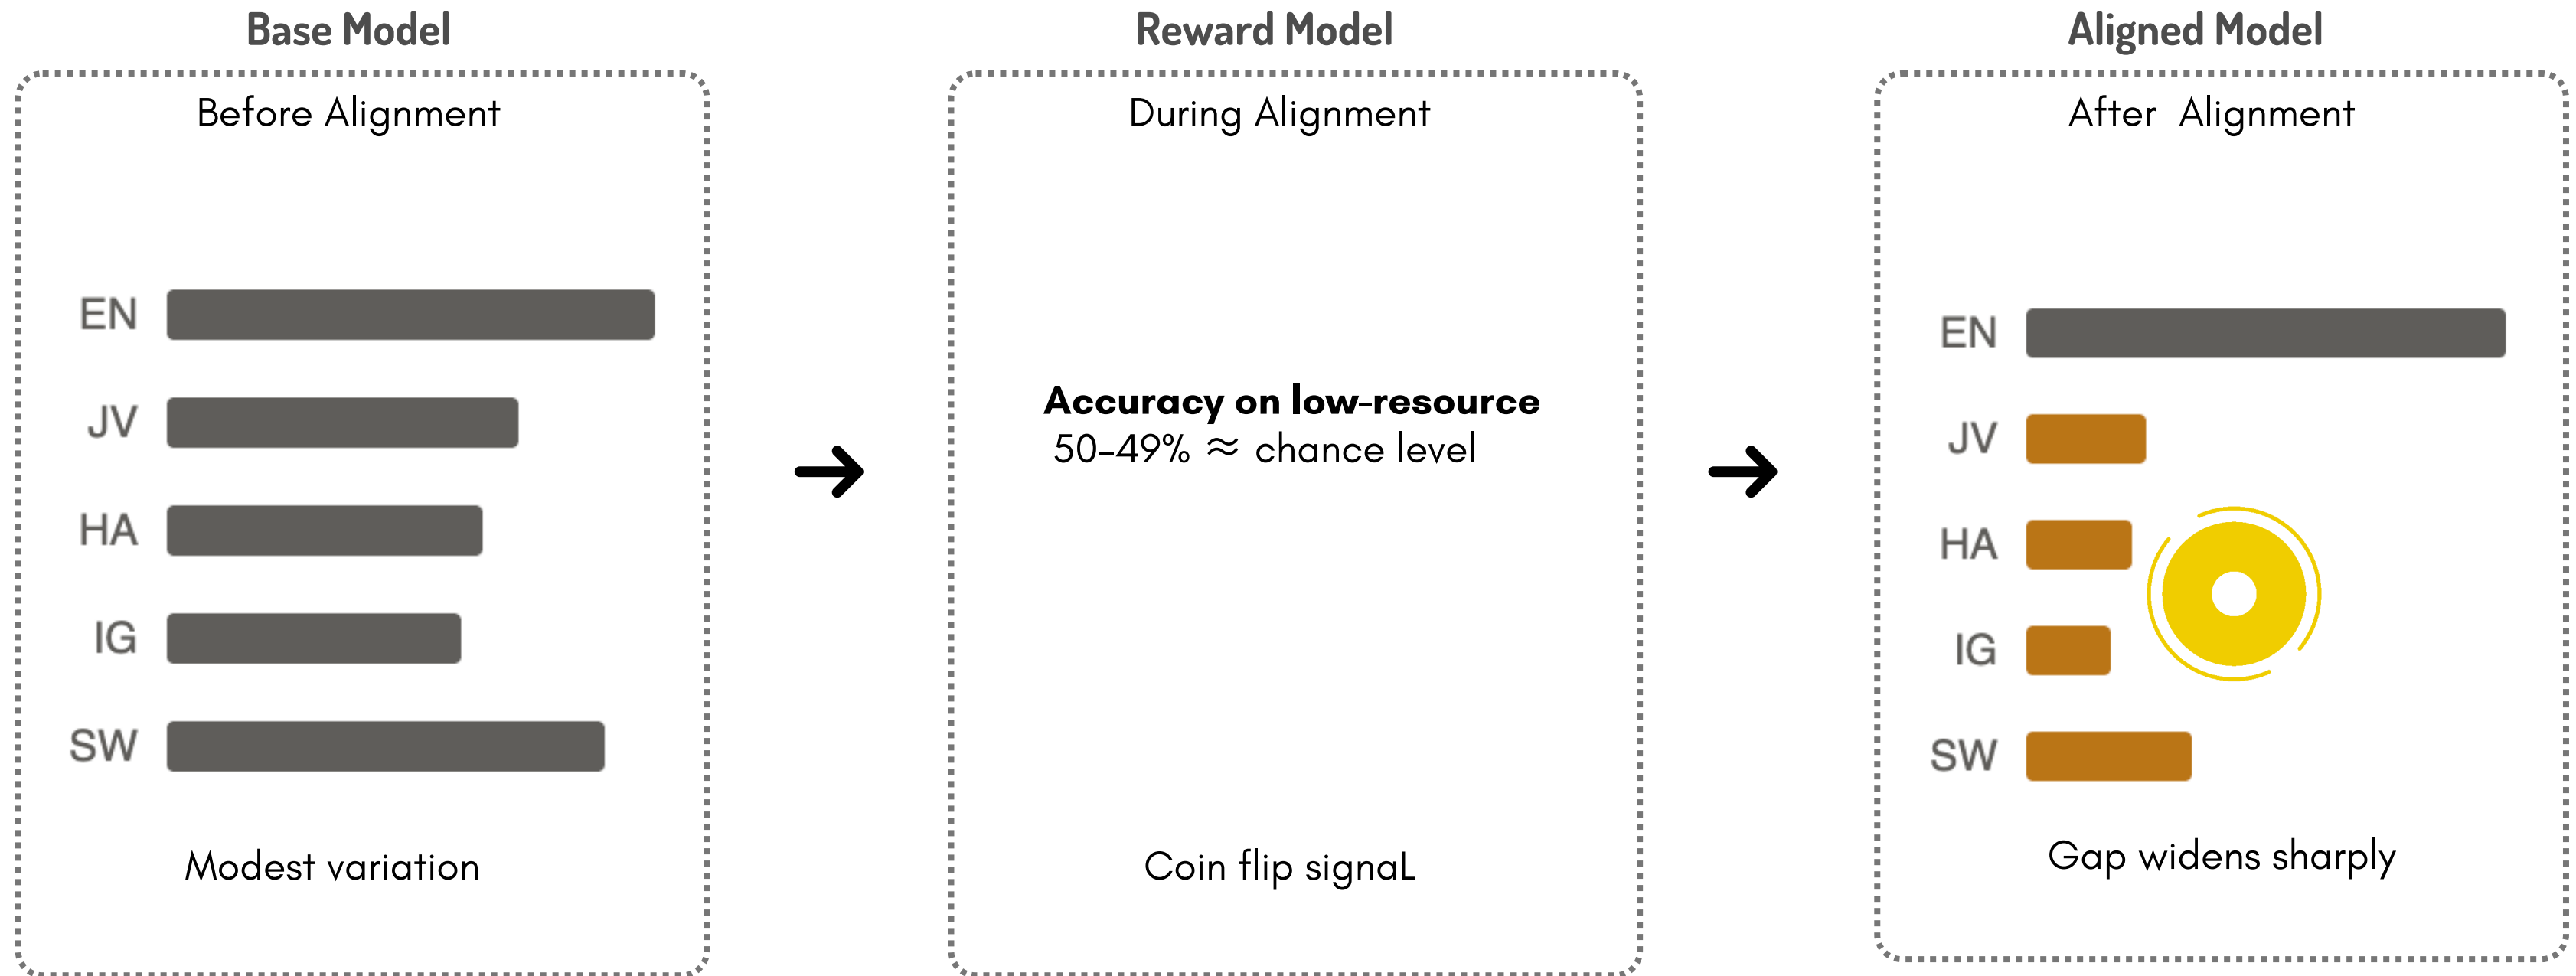 Base Model
Before Alignment
EN
JV
HA
IG
SW
Modest variation
Reward Model
During Alignment
Accuracy on low-resource
50-49% ≈ chance level
Coin flip signaL
Aligned Model
After Alignment
EN
JV
HA
IG
SW
Gap widens sharply